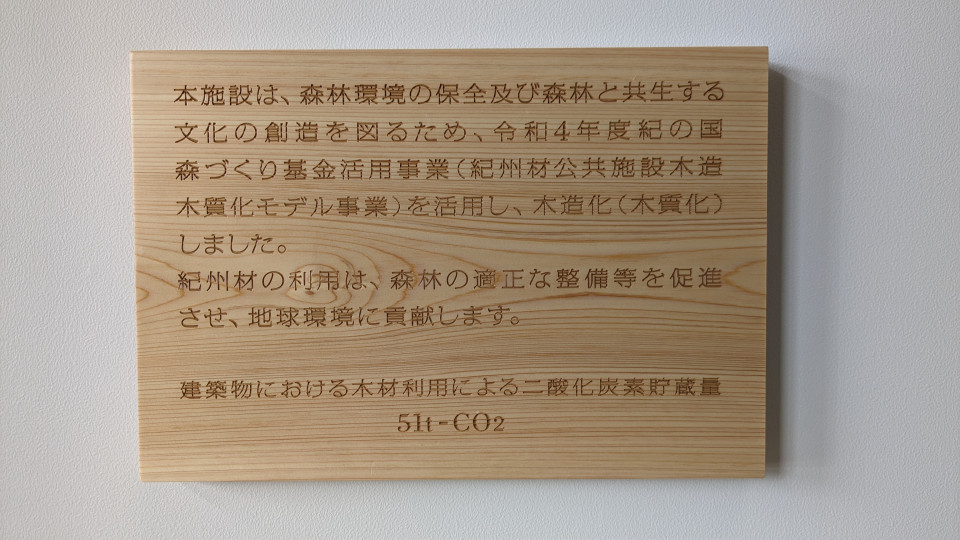 本施設は、森林環境の保全及び森林と共生する
文化の創造を図るため、令和4年度紀の国
森づくり基金活用事業(紀州材公共施設木造
木質化モデル事業)を活用し、木造化(木質化)
しました。
紀州材の利用は、森林の適正な整備等を促進
させ、地球環境に貢献します。
建築物における木材利用による二酸化炭素貯蔵量
51t-CO2